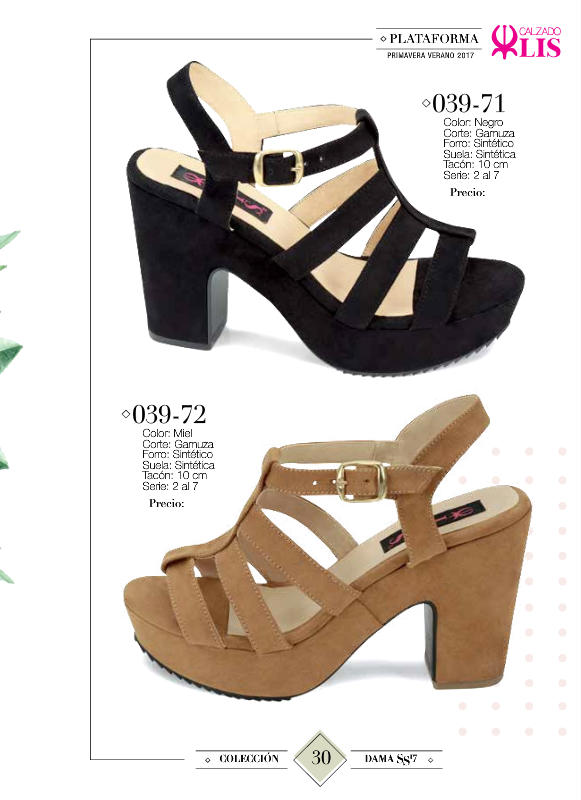 PLATAFORMA
PRIMAVERA VERANO 2017
CALZADO
LIS
039-71
Color: Negro
Corte: Gamuza
Forro: Sintético
Suela: Sintética
Tacón: 10 cm
Serie: 2 al 7
Precio:
039-72
Color: Miel
Corte: Gamuza
Forro: Sintético
Suela: Sintética
Tacón: 10 cm
Serie: 2 al 7
Precio:
COLECCIÓN
30
DAMA SS'17